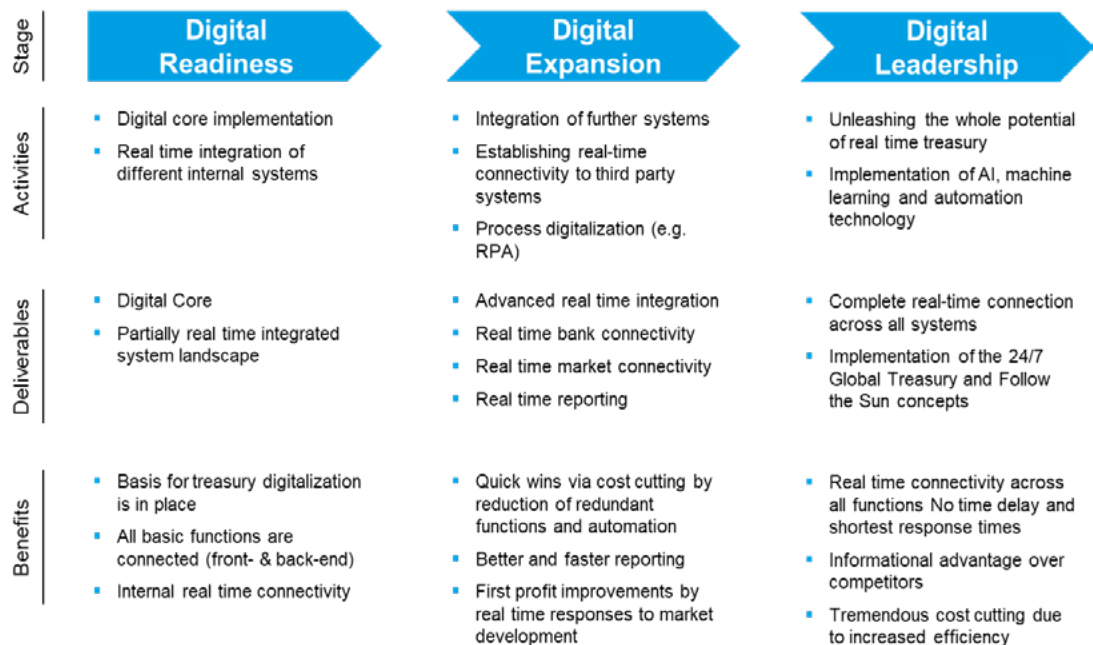 Stage
Digital
Readiness
Digital
Expansion
Digital
Leadership
Activities
Digital core implementation
Real time integration of
different internal systems
Integration of further systems
Establishing real-time
connectivity to third party
systems
Process digitalization (e.g.
RPA)
Unleashing the whole potential
of real time treasury
Implementation of AI, machine
learning and automation
technology
Deliverables
Digital Core
Partially real time integrated
system landscape
Advanced real time integration
Real time bank connectivity
Real time market connectivity
Real time reporting
Complete real-time connection
across all systems
Implementation of the 24/7
Global Treasury and Follow
the Sun concepts
Benefits
Basis for treasury digitalization
is in place
All basic functions are
connected (front- & back-end)
Internal real time connectivity
Quick wins via cost cutting by
reduction of redundant
functions and automation
Better and faster reporting
First profit improvements by
real time responses to market
development
Real time connectivity across
all functions No time delay and
shortest response times
Informational advantage over
competitors
Tremendous cost cutting due
to increased efficiency